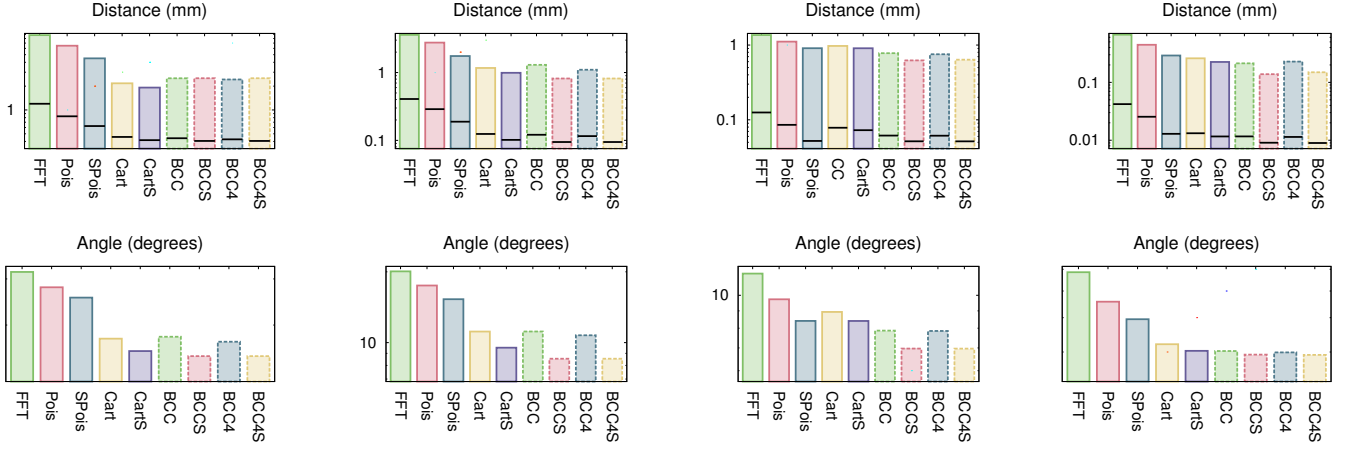 Distance (mm) Distance (mm) Distance (mm) Distance (mm)
1
1
0.1
1
0.1
0.1
0.01
FFT Pois SPois Cart CartS BCC BCCS BCC4 BCC4S
FFT Pois SPois Cart CartS BCC BCCS BCC4 BCC4S
FFT Pois SPois CC CartS BCC BCCS BCC4 BCC4S
FFT Pois SPois Cart CartS BCC BCCS BCC4 BCC4S
Angle (degrees) Angle (degrees) Angle (degrees) Angle (degrees)
10
10
FFT Pois SPois Cart CartS BCC BCCS BCC4 BCC4S
FFT Pois SPois Cart CartS BCC BCCS BCC4 BCC4S
FFT Pois SPois Cart CartS BCC BCCS BCC4 BCC4S
FFT Pois SPois Cart CartS BCC BCCS BCC4 BCC4S